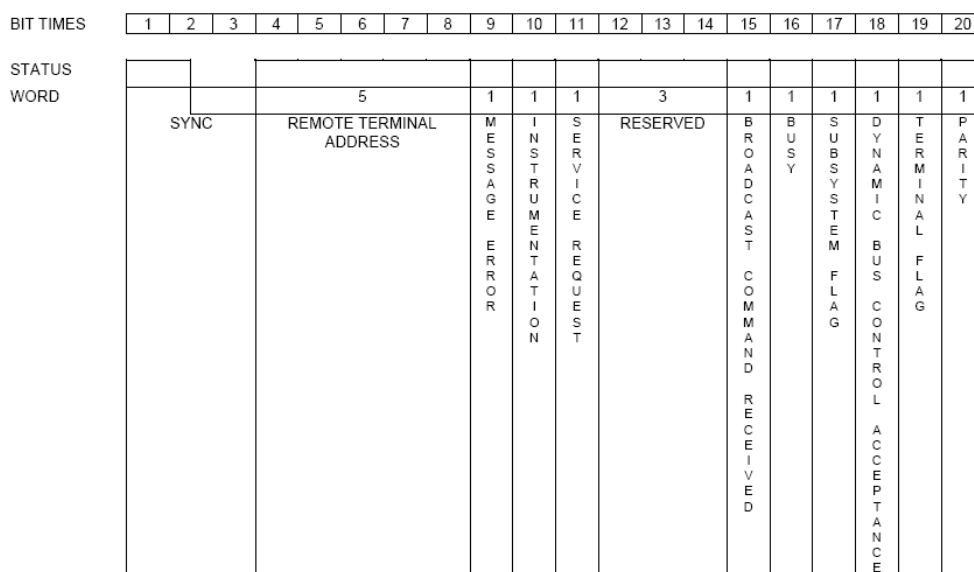 BIT TIMES 1 2 3 4 5 6 7 8 9 10 11 12 13 14 15 16 17 18 19 20
STATUS
WORD
5 1 1 1 3 1 1 1 1 1 1
SYNC
REMOTE TERMINAL
ADDRESS
MESSAGE ERROR
INSTRUMENTATION
SERVICE REQUEST
RESERVED
BROADCAST COMMAND RECEIVED
BUSY
SUBSYSTEM FLAG
DYNAMIC BUS CONTROL ACCEPTANCE
TERMINAL FLAG
PARITY